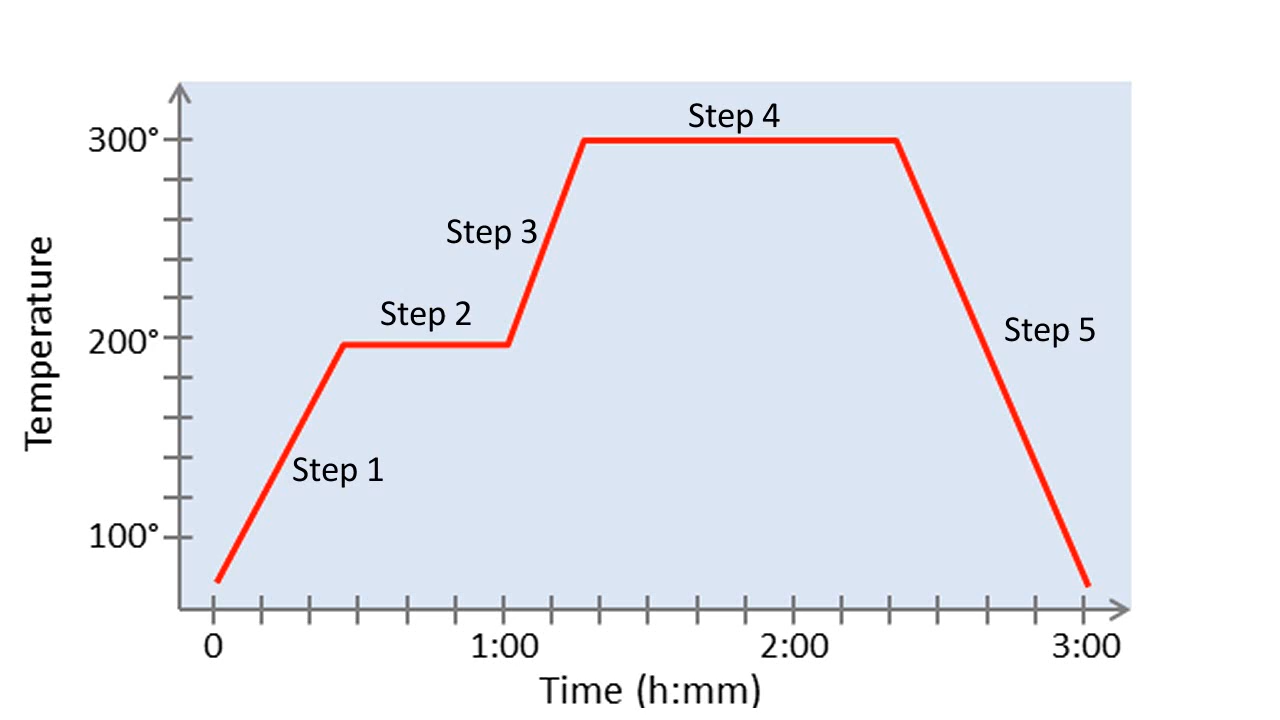 Step 4
300°
Step 3
Step 2
Step 5
200°
Step 1
100°
Temperature
0 1:00 2:00 3:00
Time (h:mm)